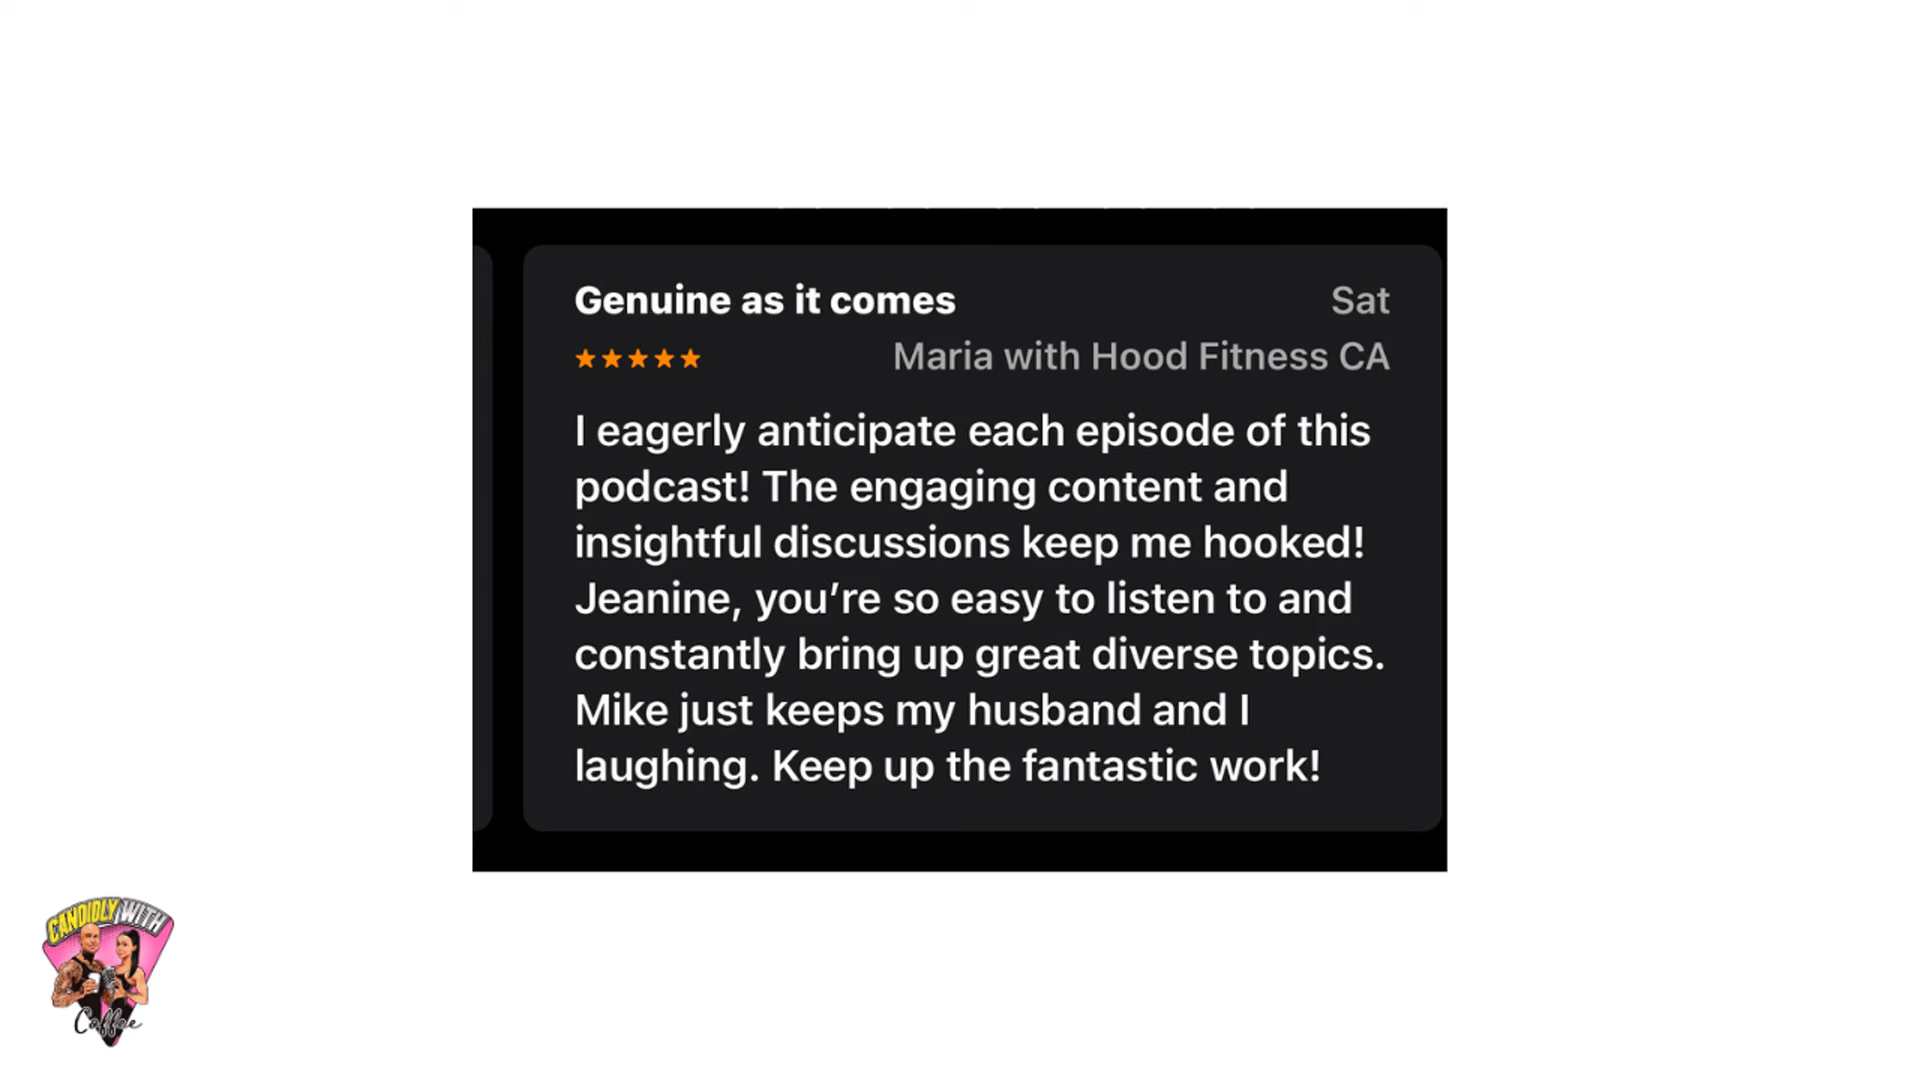 Genuine as it comes
Sat
★★★★★
Maria with Hood Fitness CA
I eagerly anticipate each episode of this
podcast! The engaging content and
insightful discussions keep me hooked!
Jeanine, you’re so easy to listen to and
constantly bring up great diverse topics.
Mike just keeps my husband and I
laughing. Keep up the fantastic work!
CANDIDLY WITH
Coffee